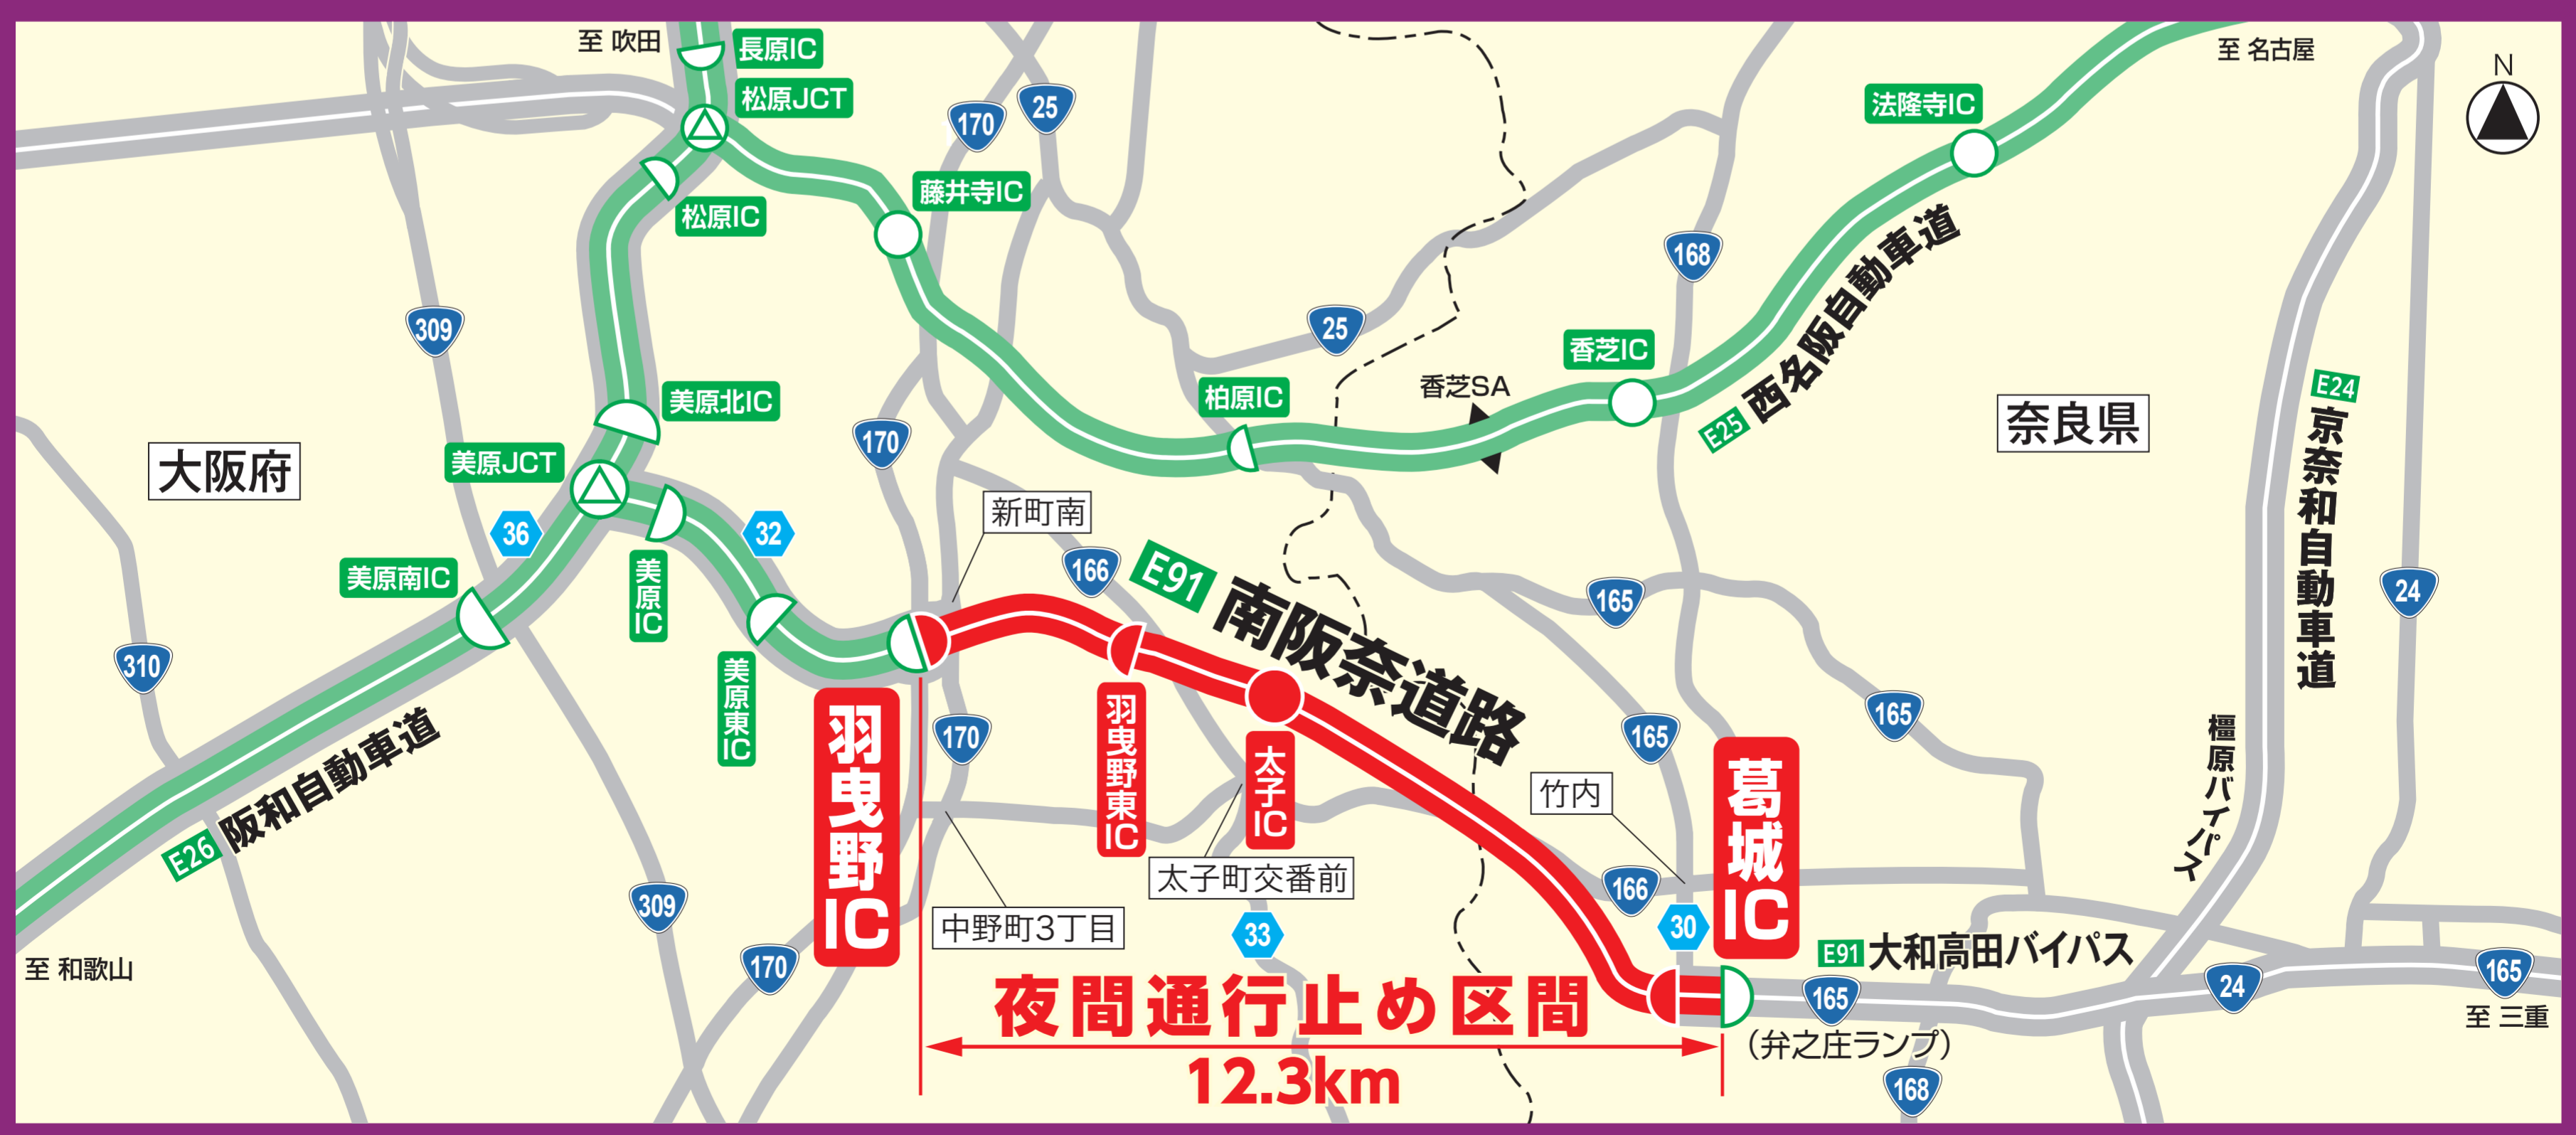 至 吹田
長原IC
松原JCT
松原IC
170
25
藤井寺IC
法隆寺IC
至 名古屋
N
309
168
25
香芝IC
香芝SA
柏原IC
E25 西名阪自動車道
奈良県
E24 京奈和自動車道
24
橿原バイパス
大阪府
美原北IC
美原JCT
170
36
32
新町南
美原南IC
美原IC
美原東IC
310
166
E91 南阪奈道路
165
165
165
羽曳野IC
170
羽曳野東IC
太子IC
竹内
葛城IC
E26 阪和自動車道
309
太子町交番前
166
中野町3丁目
33
30
E91 大和高田バイパス
至 和歌山
170
165
24
165
至 三重
夜間通行止め区間
12.3km
(弁之庄ランプ)
168